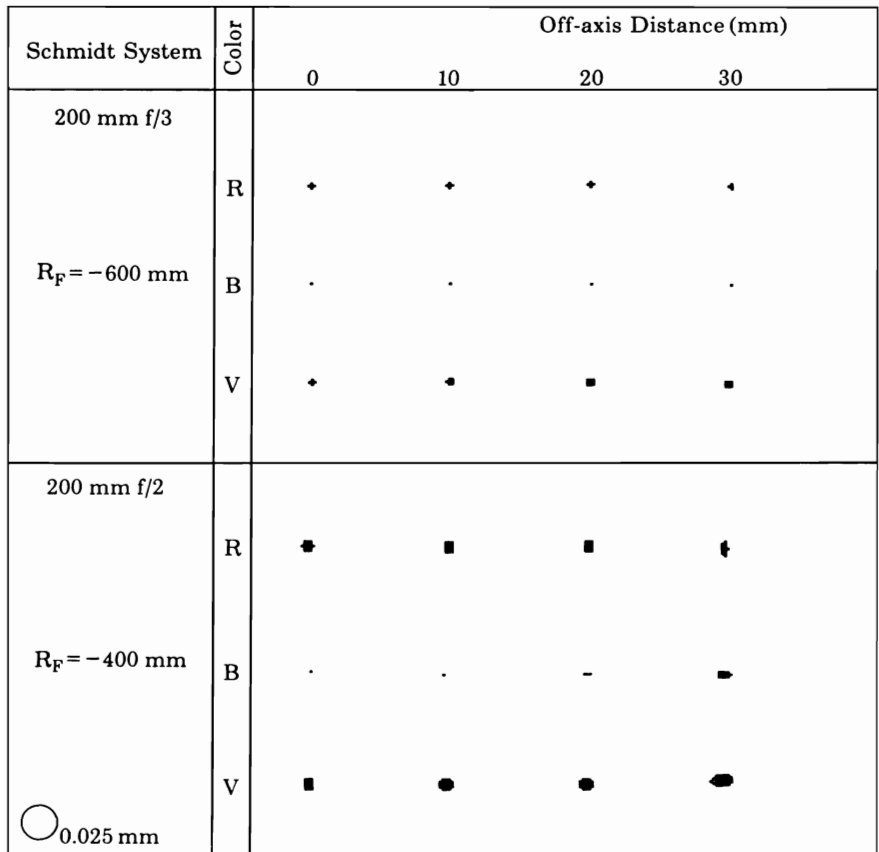 Schmidt System
Color
Off-axis Distance (mm)
0 10 20 30
200 mm f/3
R
R_F = −600 mm
B
V
200 mm f/2
R
R_F = −400 mm
B
V
0.025 mm